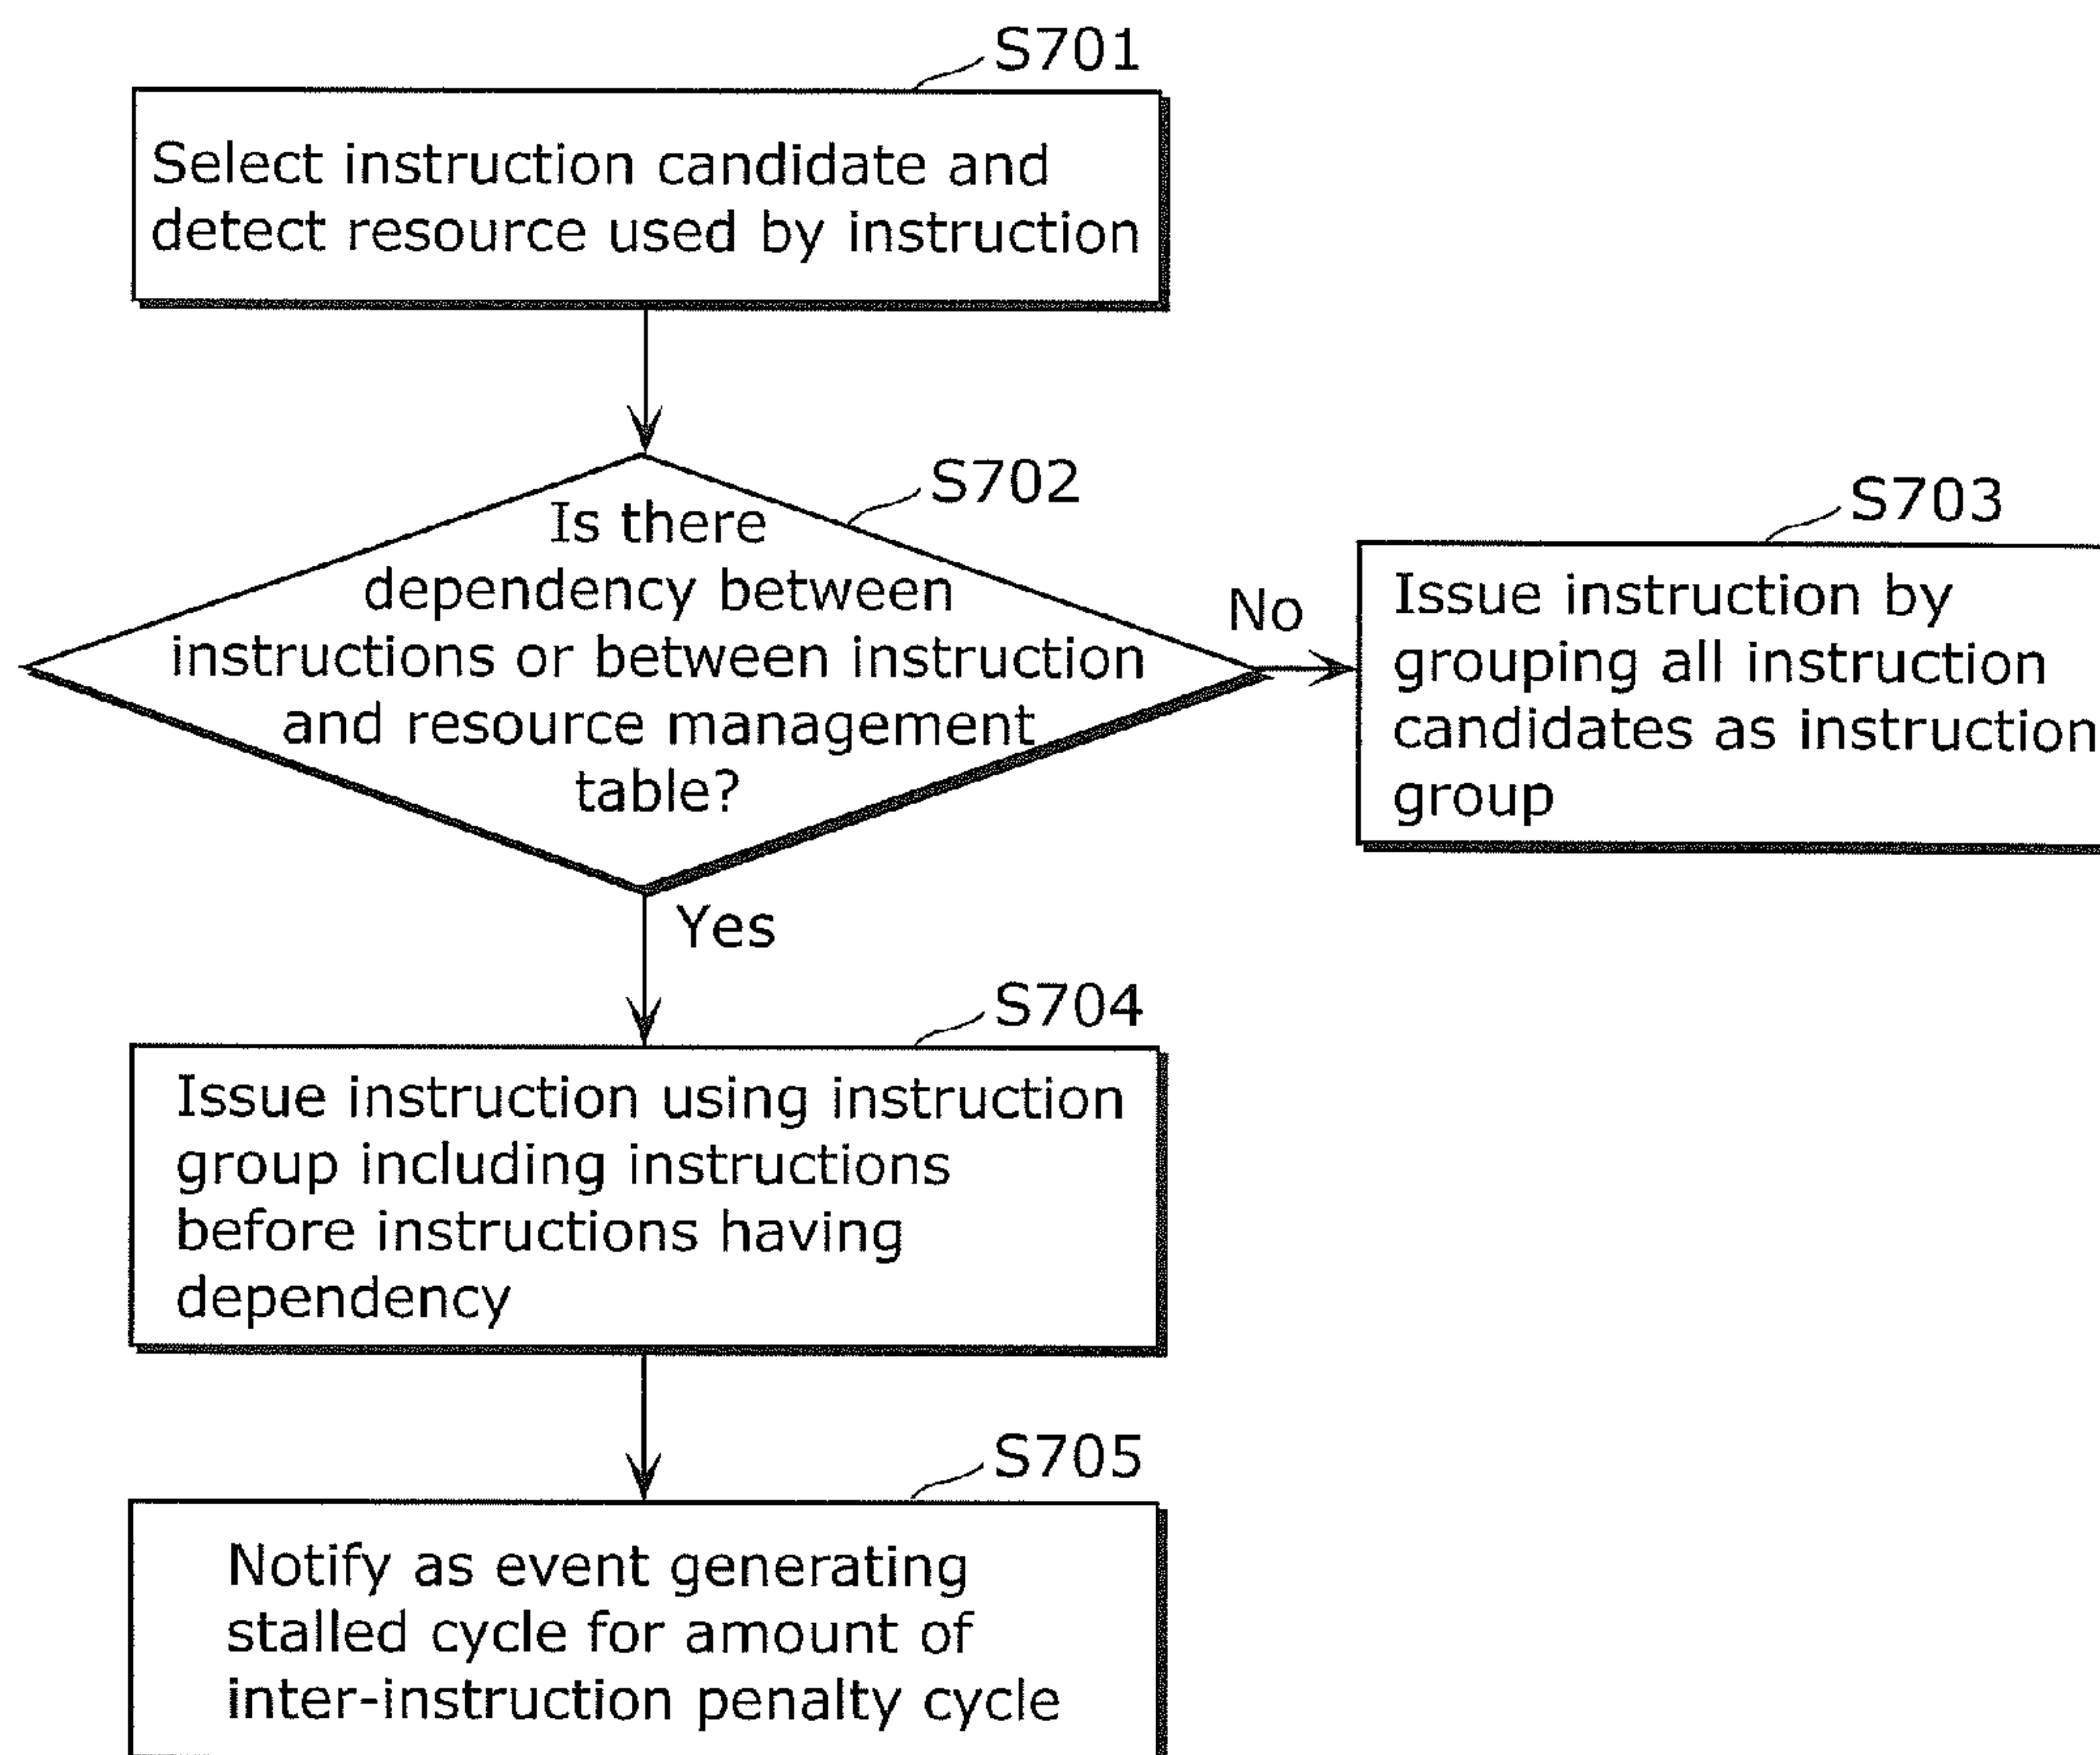 S701
Select instruction candidate and
detect resource used by instruction
S702
Is there
dependency between
instructions or between instruction
and resource management
table?
No
S703
Issue instruction by
grouping all instruction
candidates as instruction
group
Yes
S704
Issue instruction using instruction
group including instructions
before instructions having
dependency
S705
Notify as event generating
stalled cycle for amount of
inter-instruction penalty cycle